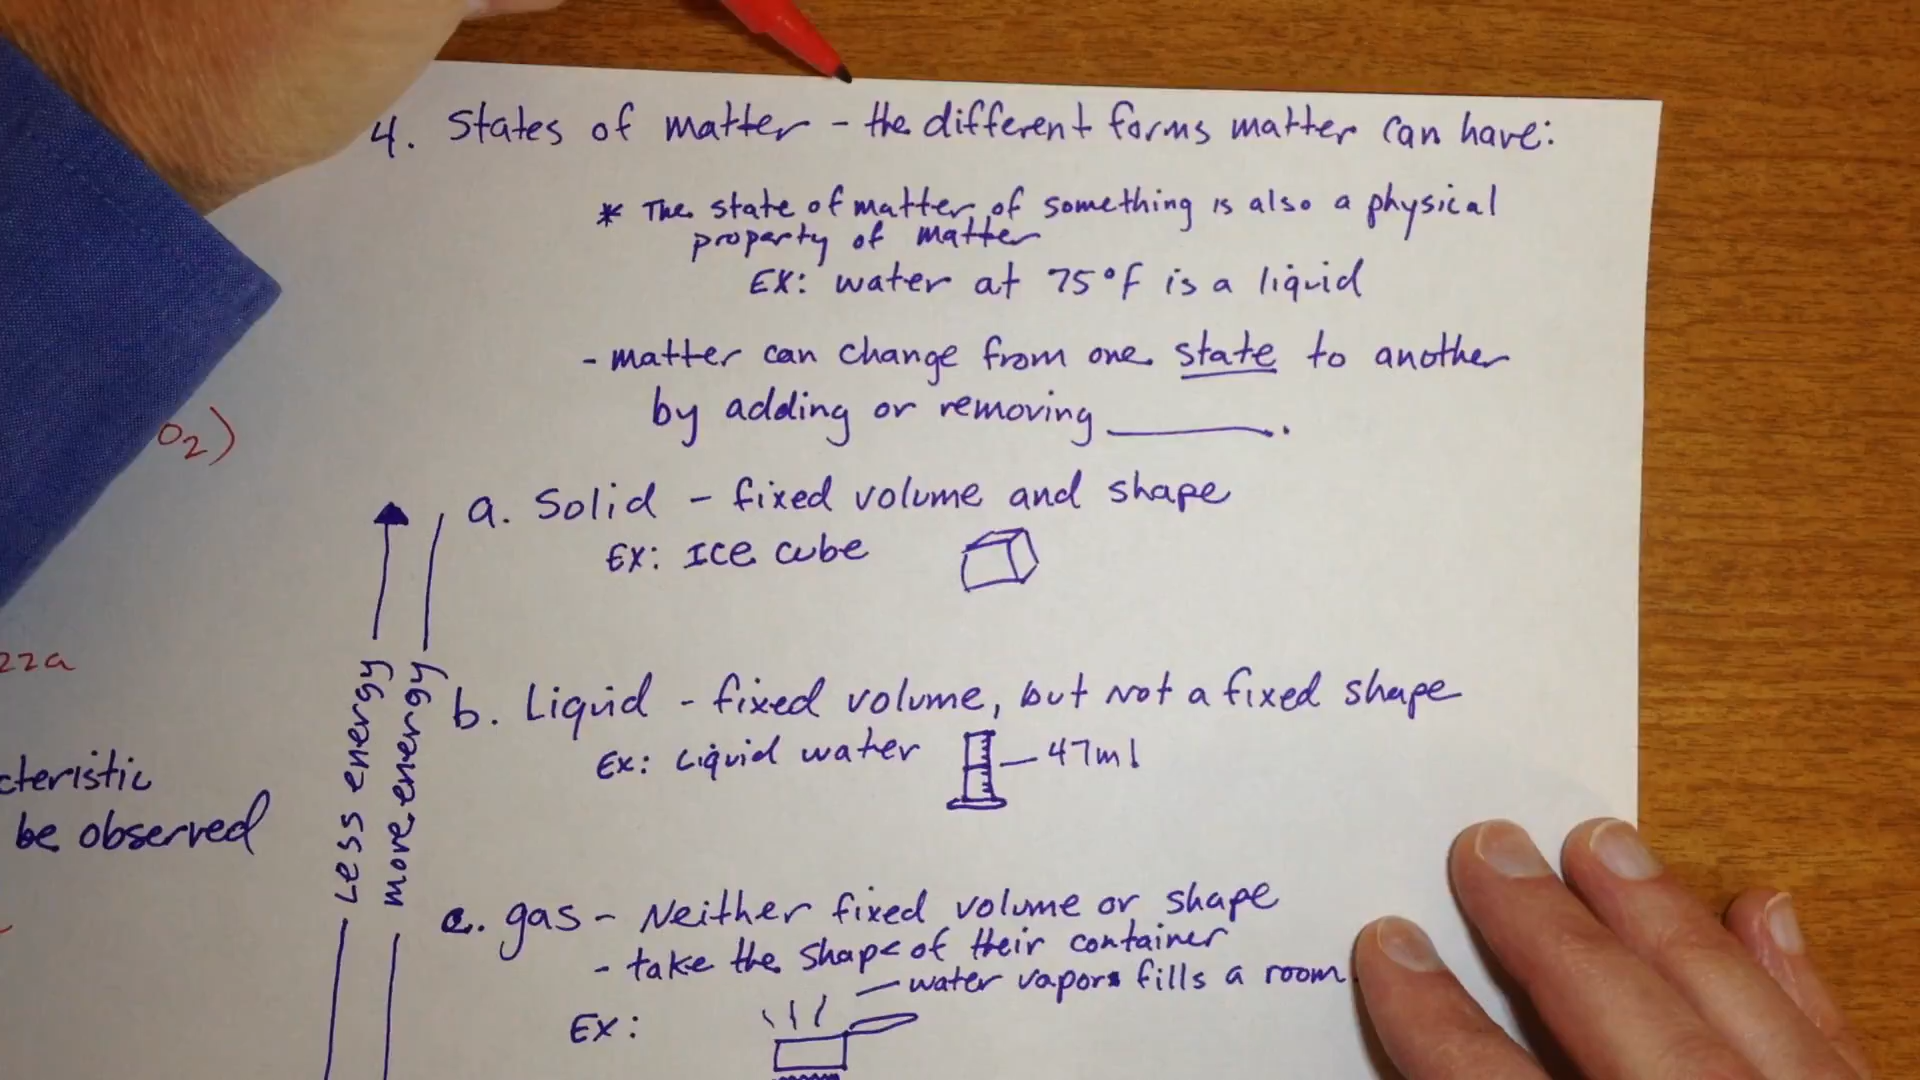 4. States of matter - the different forms matter can have:
* The state of matter of something is also a physical
property of matter
EX: water at 75°F is a liquid
- matter can change from one state to another
by adding or removing ______.
a. Solid - fixed volume and shape
EX: Ice cube
b. Liquid - fixed volume, but not a fixed shape
Ex: Liquid water
47ml
c. gas - Neither fixed volume or shape
- take the shape of their container
water vapors fills a room
EX:
Less energy
more energy
O2)
zza
cteristic
be observed